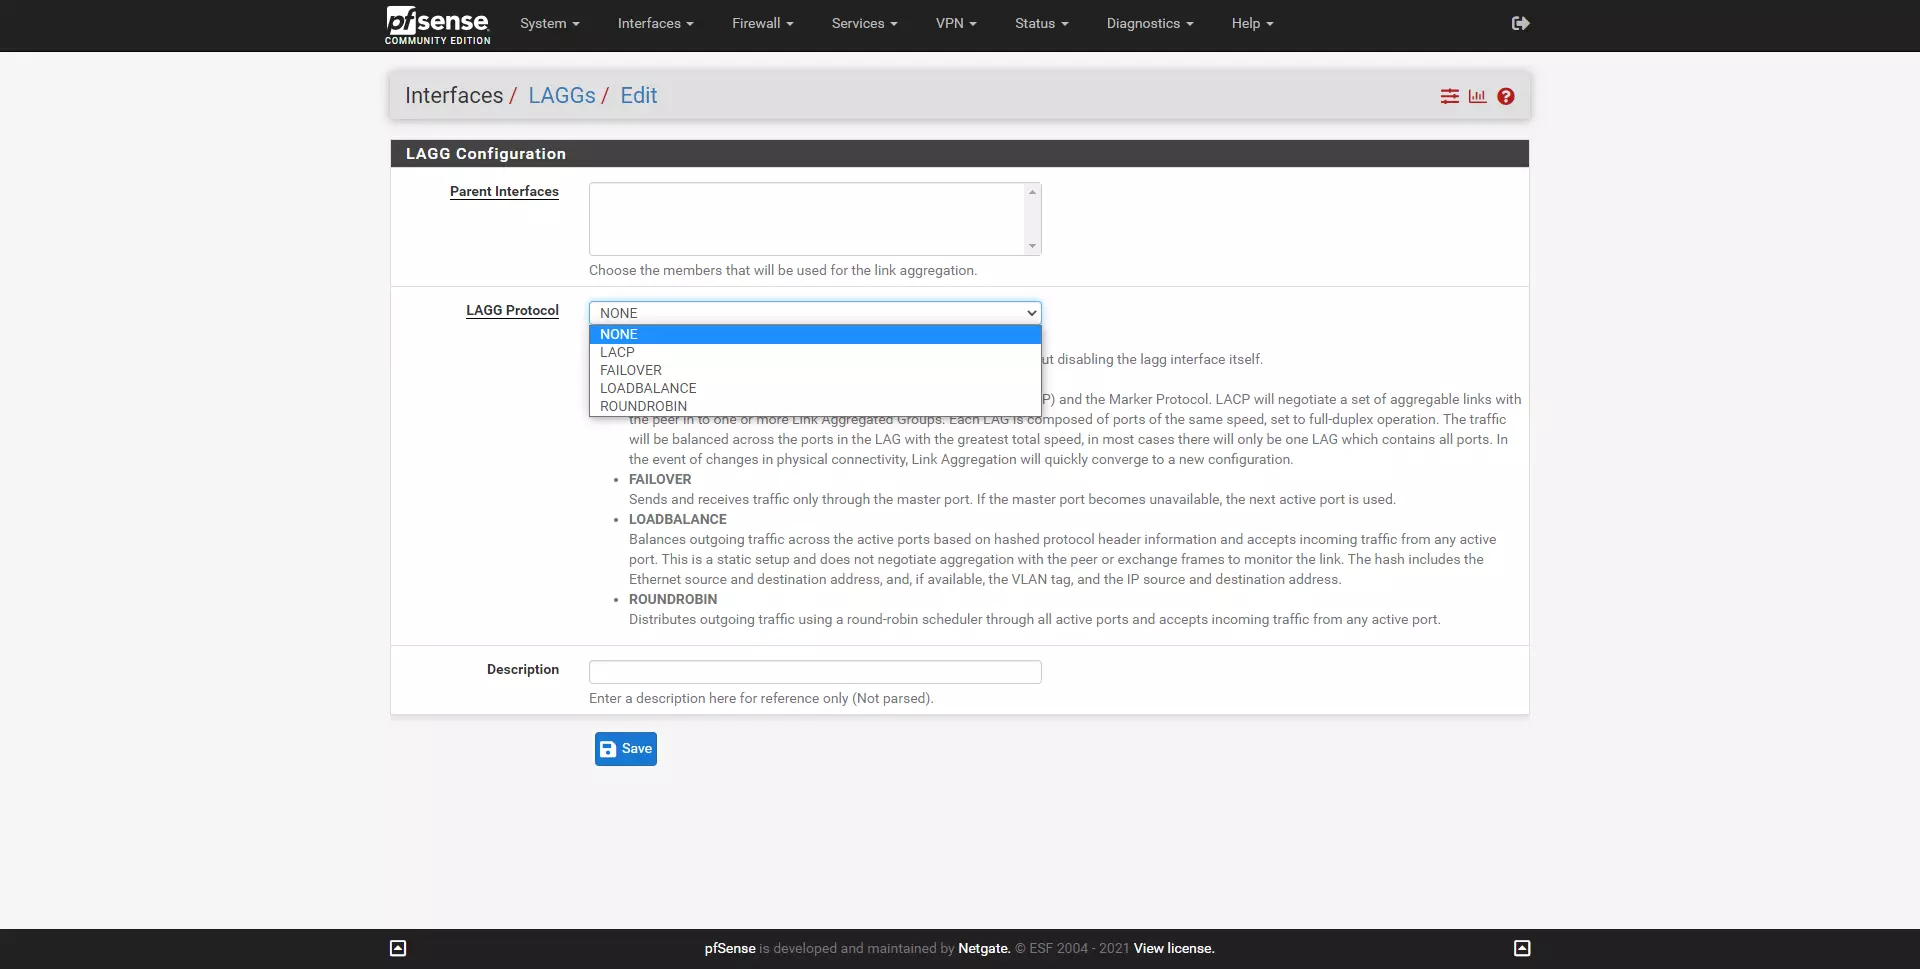 pfsense
COMMUNITY EDITION
System
Interfaces
Firewall
Services
VPN
Status
Diagnostics
Help
Interfaces / LAGGs / Edit
LAGG Configuration
Parent Interfaces
Choose the members that will be used for the link aggregation.
LAGG Protocol
NONE
NONE
LACP
FAILOVER
LOADBALANCE
ROUNDROBIN
ut disabling the lagg interface itself.
P) and the Marker Protocol. LACP will negotiate a set of aggregable links with
the peer in to one or more Link Aggregated Groups. Each LAG is composed of ports of the same speed, set to full-duplex operation. The traffic
will be balanced across the ports in the LAG with the greatest total speed, in most cases there will only be one LAG which contains all ports. In
the event of changes in physical connectivity, Link Aggregation will quickly converge to a new configuration.
• FAILOVER
Sends and receives traffic only through the master port. If the master port becomes unavailable, the next active port is used.
• LOADBALANCE
Balances outgoing traffic across the active ports based on hashed protocol header information and accepts incoming traffic from any active
port. This is a static setup and does not negotiate aggregation with the peer or exchange frames to monitor the link. The hash includes the
Ethernet source and destination address, and, if available, the VLAN tag, and the IP source and destination address.
• ROUNDROBIN
Distributes outgoing traffic using a round-robin scheduler through all active ports and accepts incoming traffic from any active port.
Description
Enter a description here for reference only (Not parsed).
Save
pfSense is developed and maintained by Netgate. © ESF 2004 - 2021 View license.